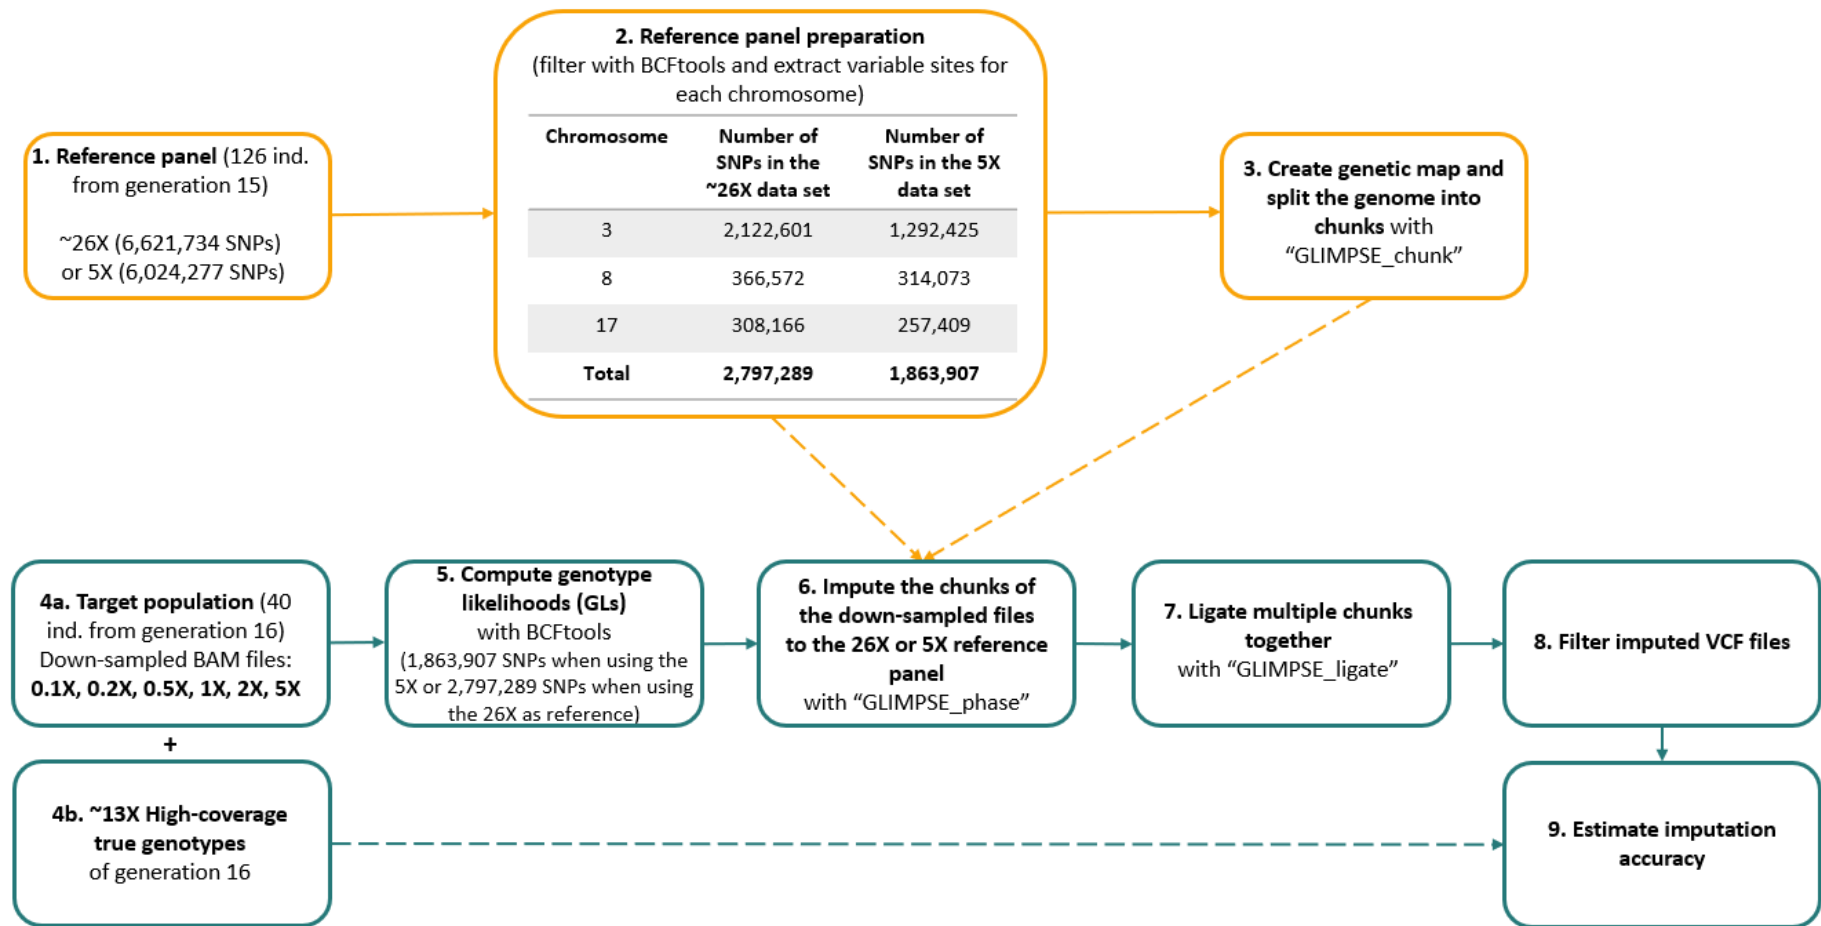 1. Reference panel (126 ind.
from generation 15)
~26X (6,621,734 SNPs)
or 5X (6,024,277 SNPs)
2. Reference panel preparation
(filter with BCFtools and extract variable sites for
each chromosome)
Chromosome Number of SNPs in the ~26X data set Number of SNPs in the 5X data set
3 2,122,601 1,292,425
8 366,572 314,073
17 308,166 257,409
Total 2,797,289 1,863,907
3. Create genetic map and
split the genome into
chunks with
“GLIMPSE_chunk”
4a. Target population (40
ind. from generation 16)
Down-sampled BAM files:
0.1X, 0.2X, 0.5X, 1X, 2X, 5X
+
4b. ~13X High-coverage
true genotypes
of generation 16
5. Compute genotype
likelihoods (GLs)
with BCFtools
(1,863,907 SNPs when using the
5X or 2,797,289 SNPs when using
the 26X as reference)
6. Impute the chunks of
the down-sampled files
to the 26X or 5X reference
panel
with “GLIMPSE_phase”
7. Ligate multiple chunks
together
with “GLIMPSE_ligate”
8. Filter imputed VCF files
9. Estimate imputation
accuracy